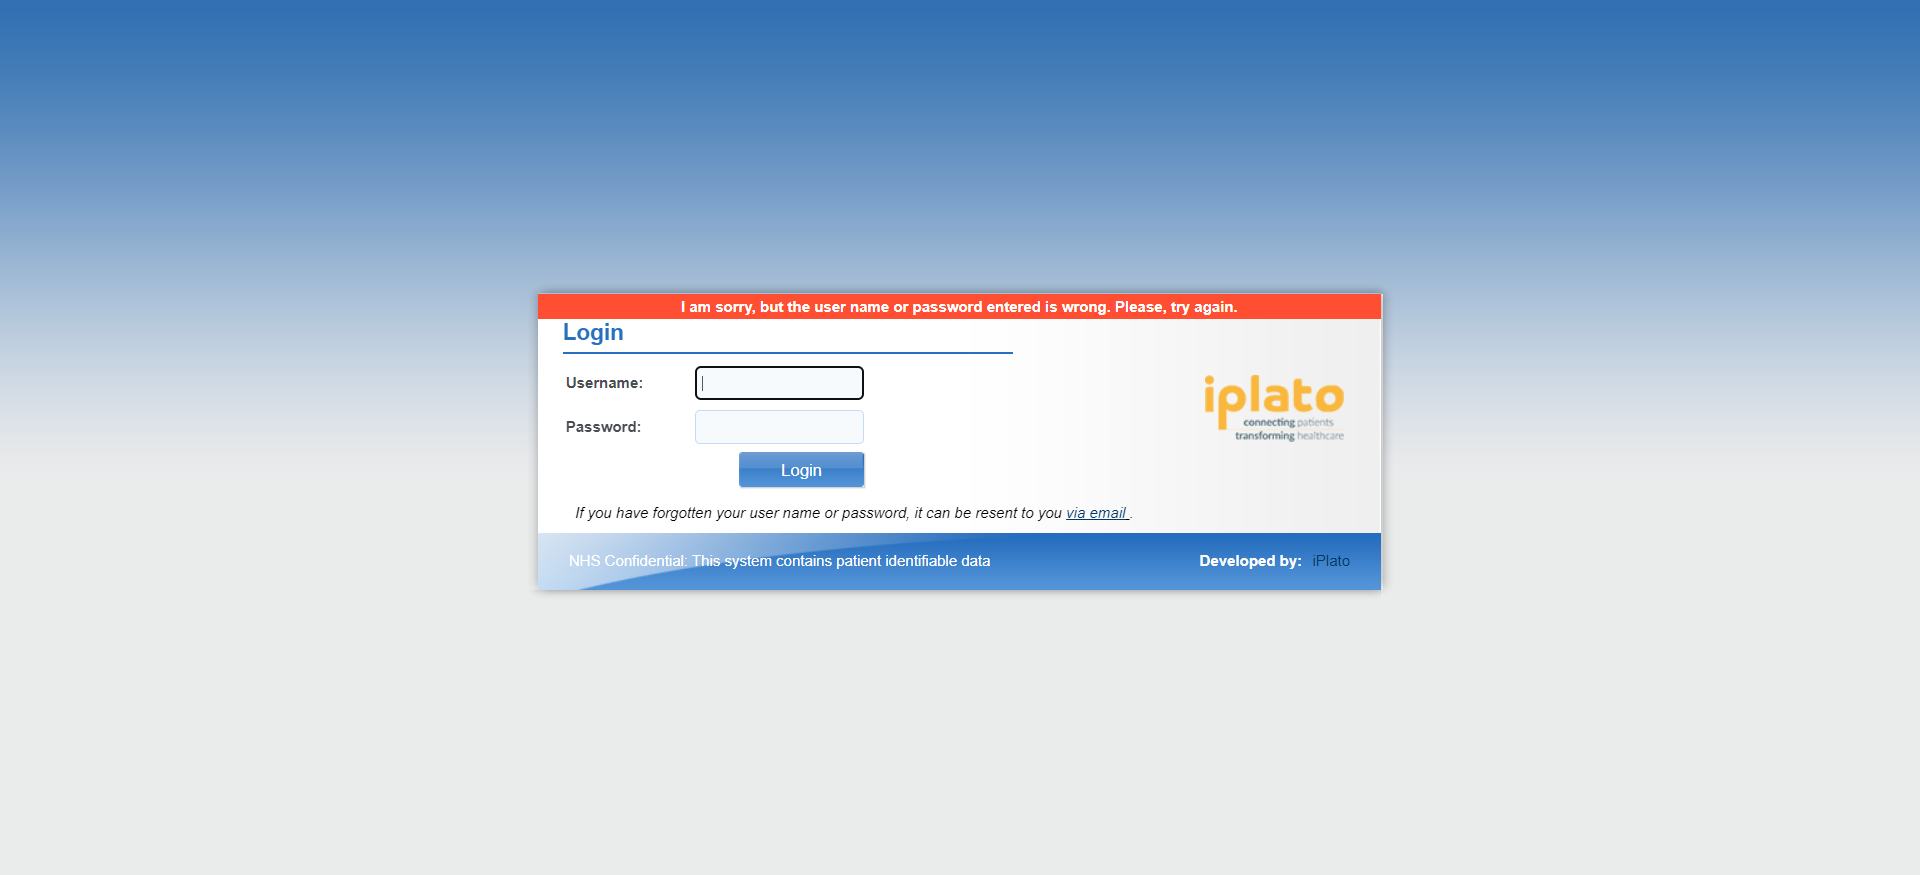 I am sorry, but the user name or password entered is wrong. Please, try again.
Login
Username:
Password:
Login
iplato
connecting patients
transforming healthcare
If you have forgotten your user name or password, it can be resent to you via email .
NHS Confidential: This system contains patient identifiable data
Developed by: iPlato